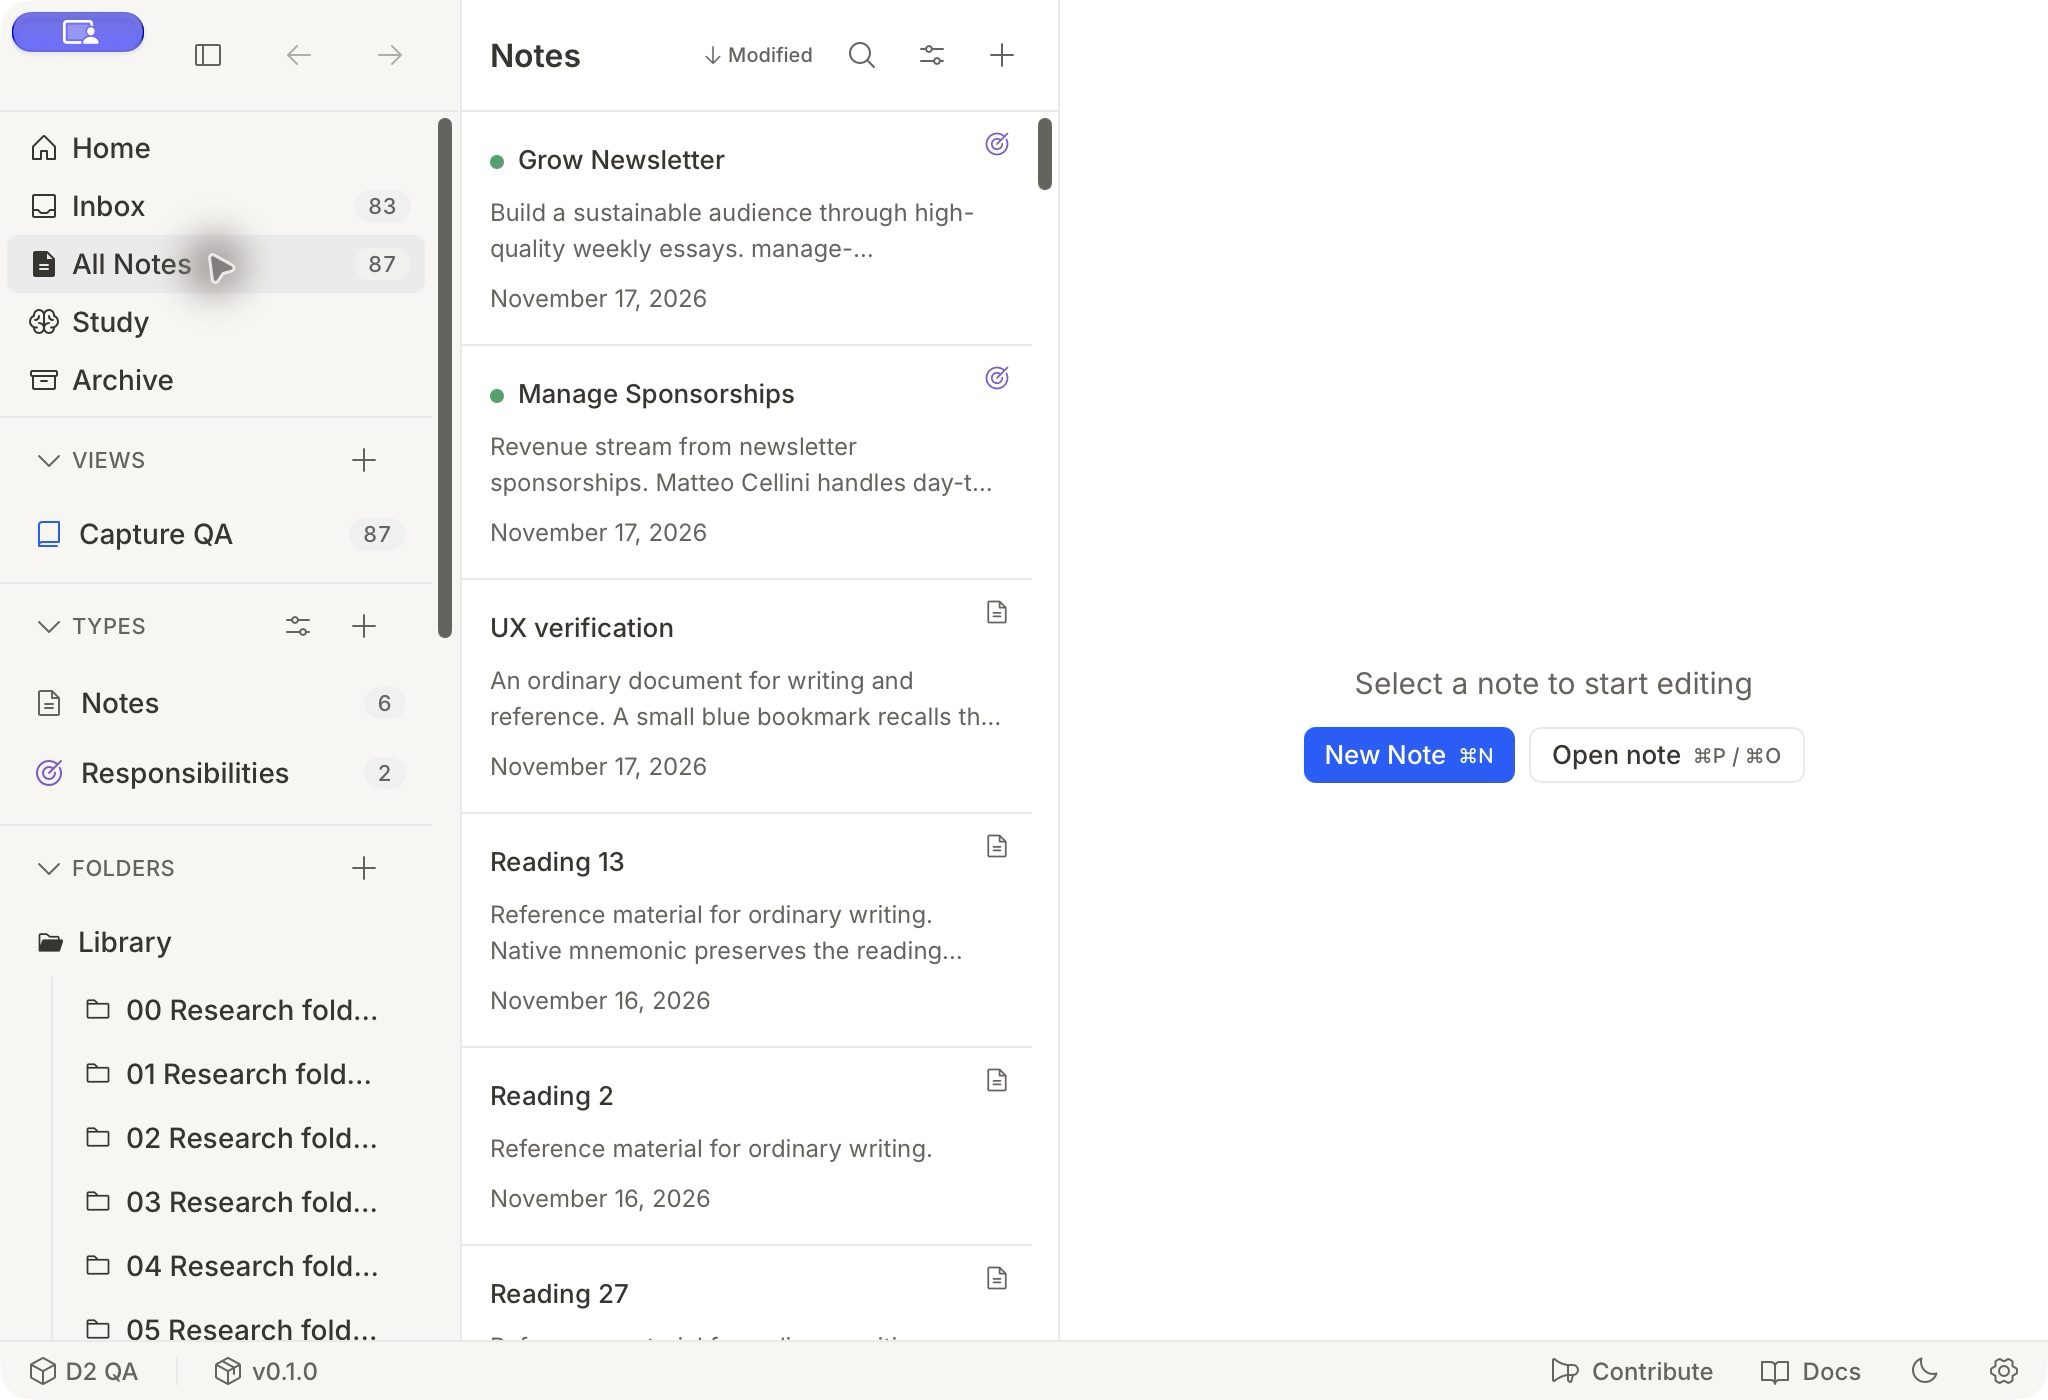 Notes
Modified
Home
Inbox 83
All Notes 87
Study
Archive
VIEWS
Capture QA 87
TYPES
Notes 6
Responsibilities 2
FOLDERS
Library
00 Research fold...
01 Research fold...
02 Research fold...
03 Research fold...
04 Research fold...
05 Research fold...
Grow Newsletter
Build a sustainable audience through high-
quality weekly essays. manage-...
November 17, 2026
Manage Sponsorships
Revenue stream from newsletter
sponsorships. Matteo Cellini handles day-t...
November 17, 2026
UX verification
An ordinary document for writing and
reference. A small blue bookmark recalls th...
November 17, 2026
Reading 13
Reference material for ordinary writing.
Native mnemonic preserves the reading...
November 16, 2026
Reading 2
Reference material for ordinary writing.
November 16, 2026
Reading 27
Select a note to start editing
New Note ⌘N
Open note ⌘P / ⌘O
D2 QA
v0.1.0
Contribute
Docs